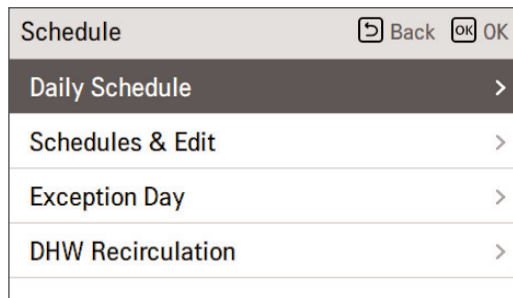 Schedule Back OK OK
Daily Schedule >
Schedules & Edit >
Exception Day >
DHW Recirculation >